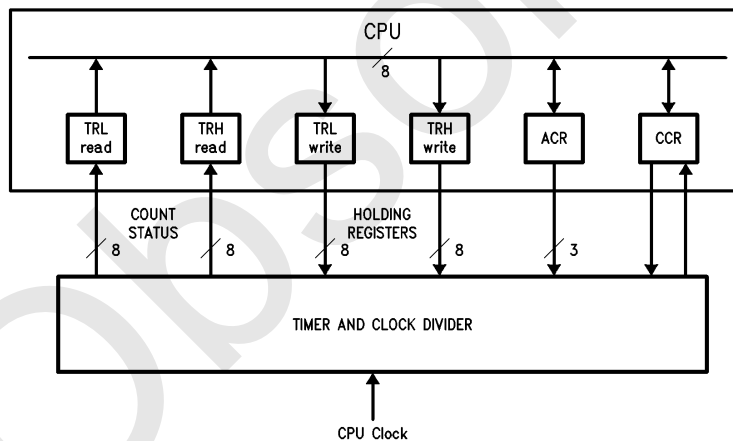 CPU
8
TRL
read
TRH
read
TRL
write
TRH
write
ACR
CCR
COUNT
STATUS
HOLDING
REGISTERS
8
8
8
8
3
TIMER AND CLOCK DIVIDER
CPU Clock